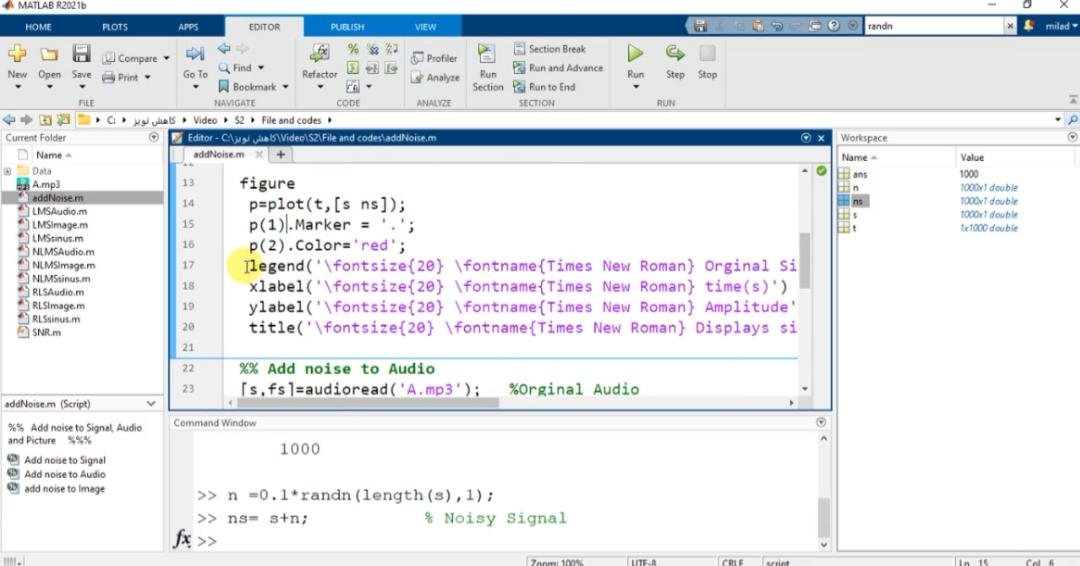 MATLAB R2021b
HOME PLOTS APPS EDITOR PUBLISH VIEW randn milad
New Open Save Compare Print Go To Find Bookmark Refactor Profiler Analyze Run Section Section Break Run and Advance Run to End Run Step Stop
FILE NAVIGATE CODE ANALYZE SECTION RUN
C: کاهش نویز Video S2 File and codes
Current Folder
Name
Data
A.mp3
addNoise.m
LMSAudio.m
LMSImage.m
LMSsinus.m
NLMSAudio.m
NLMSImage.m
NLMSsinus.m
RLSAudio.m
RLSImage.m
RLSsinus.m
SNR.m
addNoise.m (Script)
%% Add noise to Signal, Audio
and Picture %%%
Add noise to Signal
Add noise to Audio
add noise to Image
Editor - C:\کاهش نویز\Video\S2\File and codes\addNoise.m
addNoise.m
13 figure
14 p=plot(t,[s ns]);
15 p(1).Marker = '.';
16 p(2).Color='red';
17 legend('\fontsize{20} \fontname{Times New Roman} Orginal Si
18 xlabel('\fontsize{20} \fontname{Times New Roman} time(s)')
19 ylabel('\fontsize{20} \fontname{Times New Roman} Amplitude'
20 title('\fontsize{20} \fontname{Times New Roman} Displays si
21
22 %% Add noise to Audio
23 [s,fs]=audioread('A.mp3'); %Orginal Audio
Command Window
1000
>> n =0.1*randn(length(s),1);
>> ns= s+n; % Noisy Signal
fx >>
Workspace
Name Value
ans 1000
n 1000x1 double
ns 1000x1 double
s 1000x1 double
t 1x1000 double
Zoom: 100% UTF-8 CRLF script Ln 15 Col 6